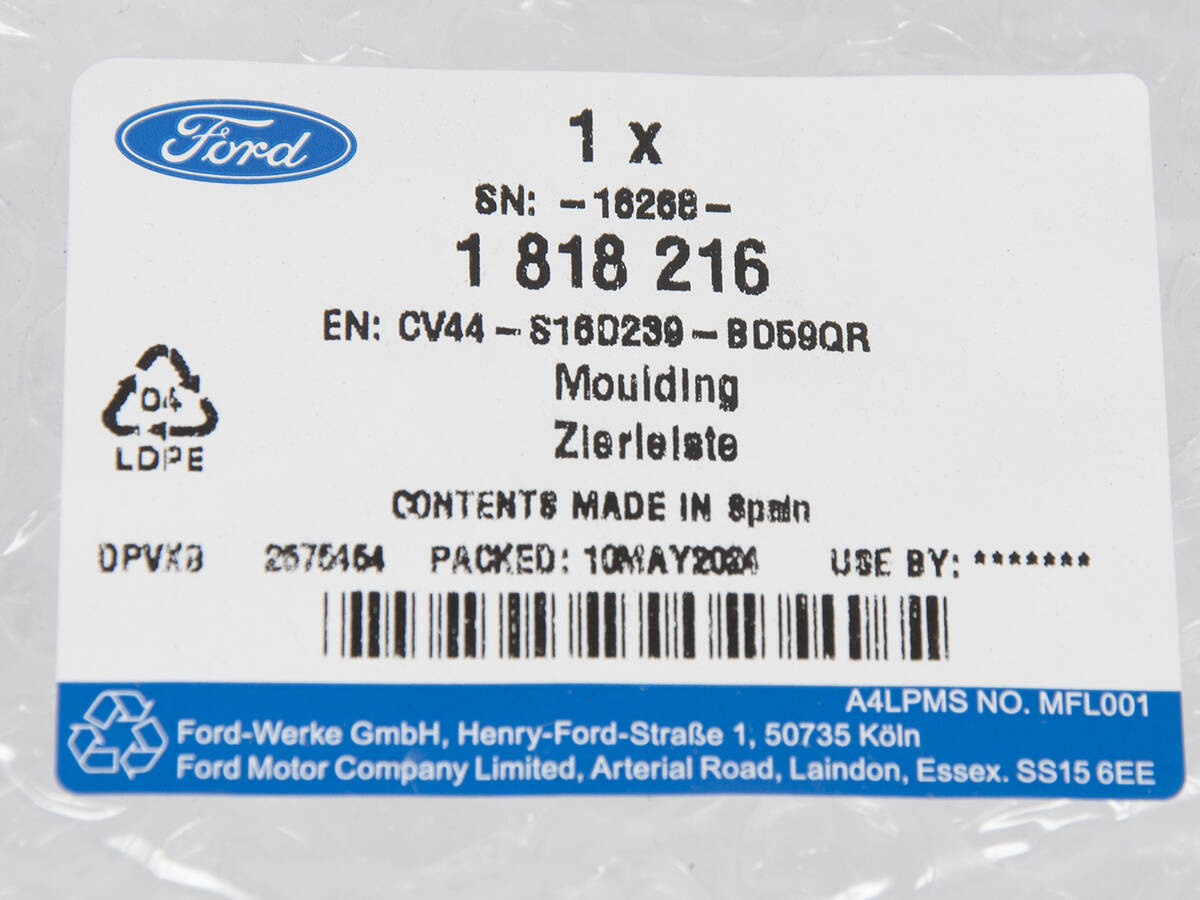 Ford
1 x
SN: -16268-
1 818 216
EN: CV44-S16D239-BD59QR
Moulding
Zierleiste
04
LDPE
CONTENTS MADE IN Spain
2675454 PACKED: 10MAY2024 USE BY: *******
A4LPMS NO. MFL001
Ford-Werke GmbH, Henry-Ford-Straße 1, 50735 Köln
Ford Motor Company Limited, Arterial Road, Laindon, Essex. SS15 6EE